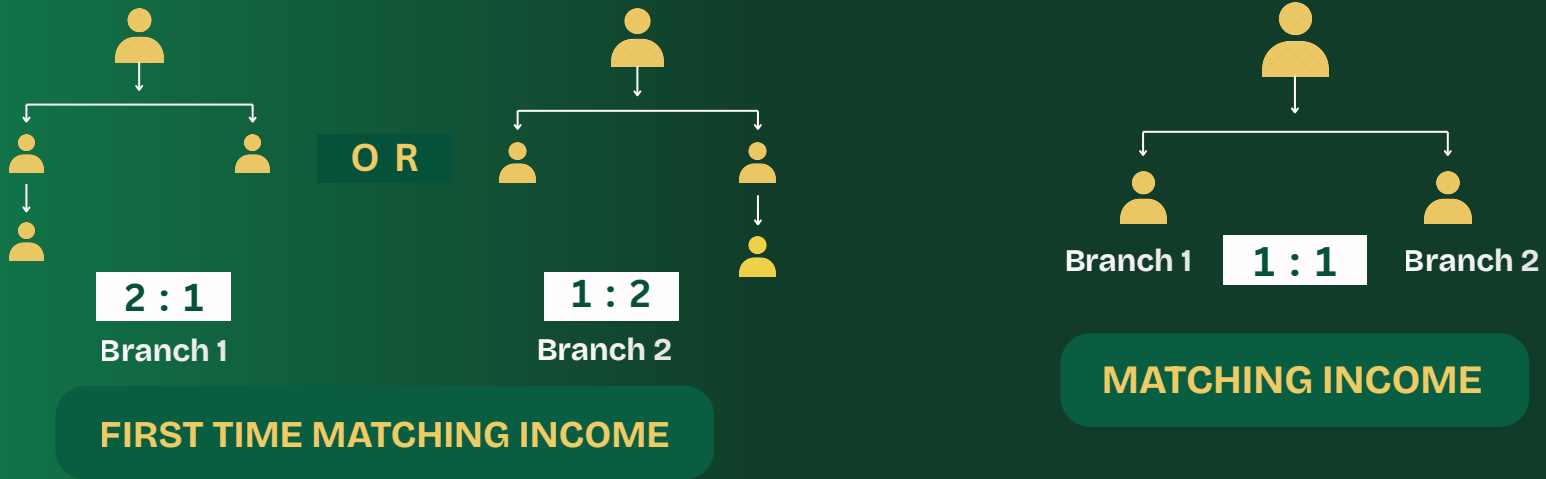 O R
2 : 1
Branch 1
1 : 2
Branch 2
FIRST TIME MATCHING INCOME
Branch 1
1 : 1
Branch 2
MATCHING INCOME